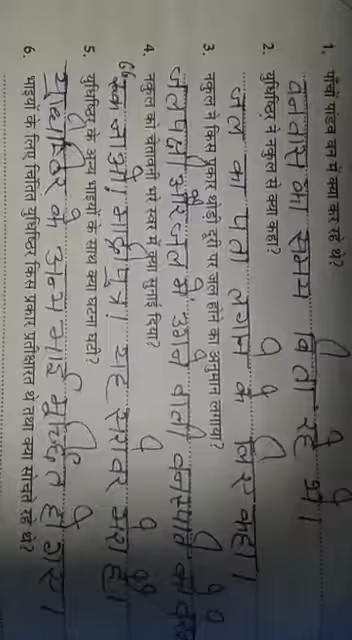 1. पाँचों पांडव वन में क्या कर रहे थे?
वनवास का समय बिता रहे थे।
2. युधिष्ठिर ने नकुल से क्या कहा?
जल का पता लगाने के लिए कहा।
3. नकुल ने किस प्रकार थोड़ी दूरी पर जल होने का अनुमान लगाया?
जल पक्षी और जल में उगने वाली वनस्पति को देख
4. नकुल को चेतावनी भरे स्वर में क्या सुनाई दिया?
"रुक जाओ! माद्री पुत्र! यह सरोवर मेरा है।"
5. युधिष्ठिर के अन्य भाइयों के साथ क्या घटना घटी?
युधिष्ठिर के अन्य भाई मूर्च्छित हो गए।
6. भाइयों के लिए चिंतित युधिष्ठिर किस प्रकार प्रतीक्षारत थे तथा क्या सोचते रहे थे?